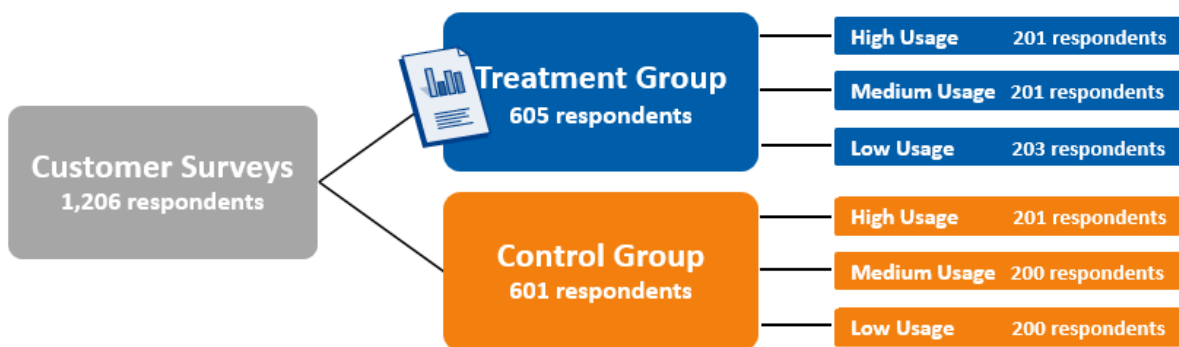 Customer Surveys
1,206 respondents
Treatment Group
605 respondents
High Usage 201 respondents
Medium Usage 201 respondents
Low Usage 203 respondents
Control Group
601 respondents
High Usage 201 respondents
Medium Usage 200 respondents
Low Usage 200 respondents